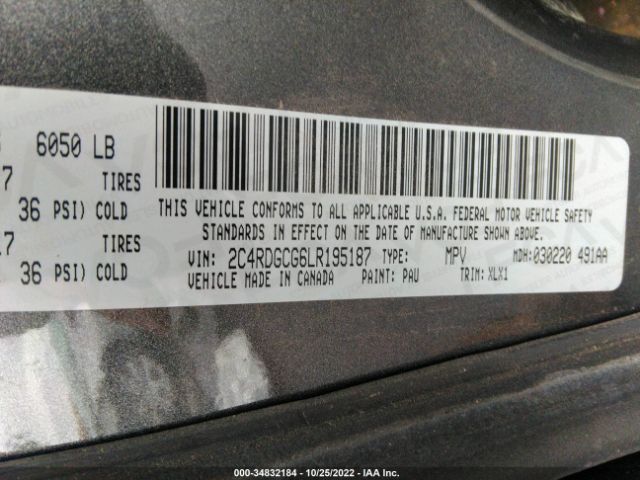 6050 LB
7 TIRES
36 PSI) COLD
17 TIRES
36 PSI) COLD
THIS VEHICLE CONFORMS TO ALL APPLICABLE U.S.A. FEDERAL MOTOR VEHICLE SAFETY
STANDARDS IN EFFECT ON THE DATE OF MANUFACTURE SHOWN ABOVE.
VIN: 2C4RDGCG6LR195187 TYPE: MPV MDH: 030220 491AA
VEHICLE MADE IN CANADA PAINT: PAU TRIM: XLX1
000-34832184 | 10/25/2022 | IAA Inc.